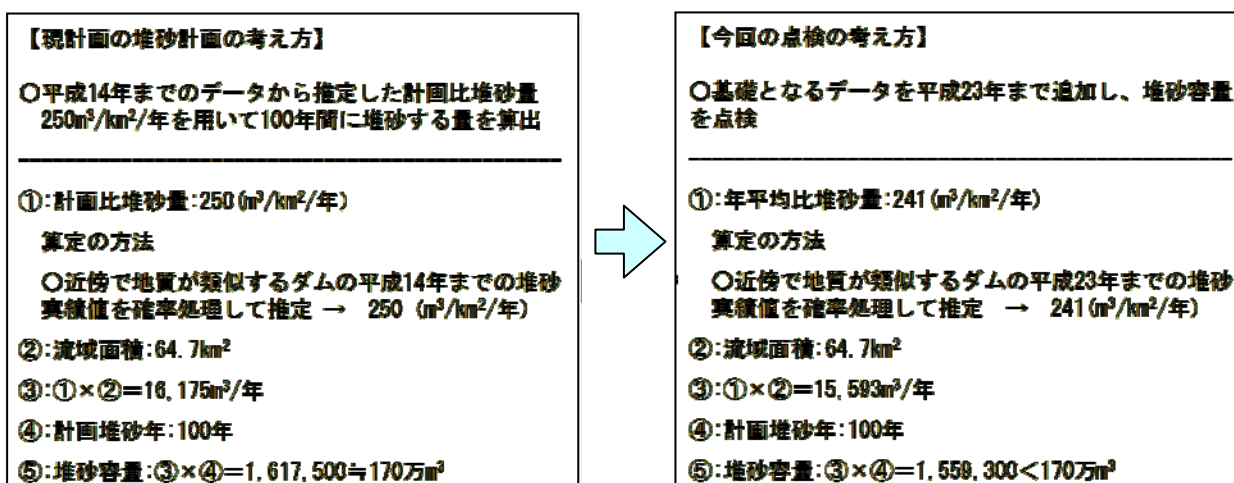 【現計画の堆砂計画の考え方】
○平成14年までのデータから推定した計画比堆砂量
250m³/km²/年を用いて100年間に堆砂する量を算出
①:計画比堆砂量:250(m³/km²/年)
算定の方法
○近傍で地質が類似するダムの平成14年までの堆砂
実績値を確率処理して推定 → 250 (m³/km²/年)
②:流域面積:64.7km²
③:①×②=16,175m³/年
④:計画堆砂年:100年
⑤:堆砂容量:③×④=1,617,500≒170万m³
【今回の点検の考え方】
○基礎となるデータを平成23年まで追加し、堆砂容量
を点検
①:年平均比堆砂量:241(m³/km²/年)
算定の方法
○近傍で地質が類似するダムの平成23年までの堆砂
実績値を確率処理して推定 → 241(m³/km²/年)
②:流域面積:64.7km²
③:①×②=15,593m³/年
④:計画堆砂年:100年
⑤:堆砂容量:③×④=1,559,300<170万m³